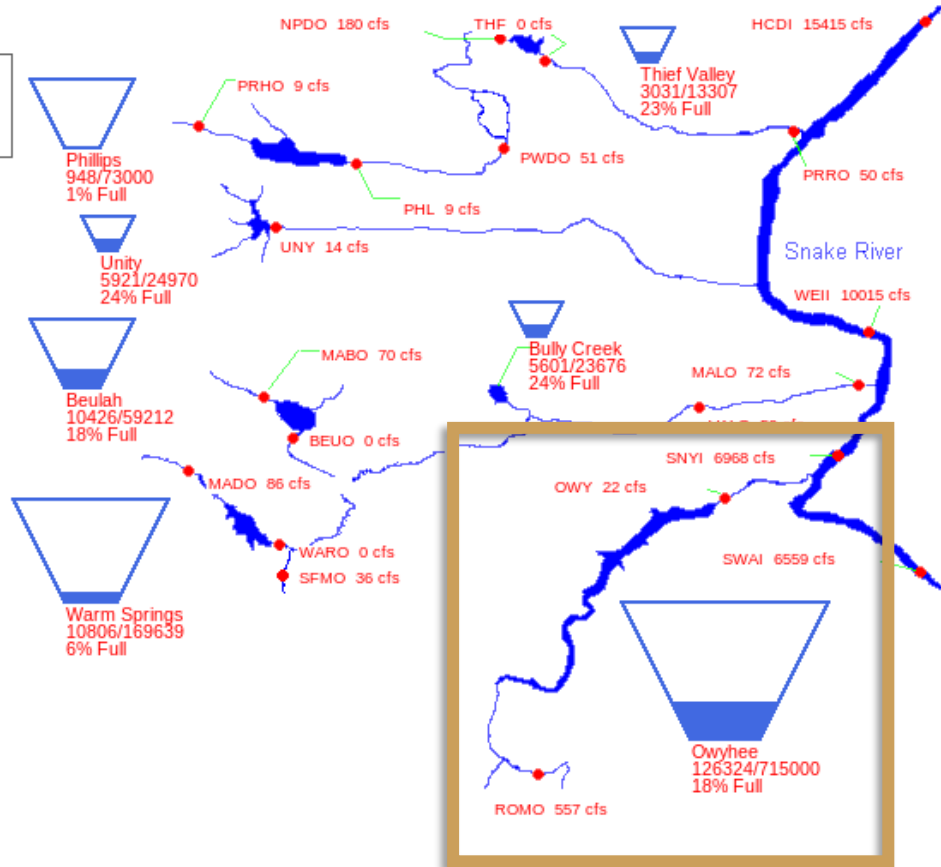 NPDO 180 cfs
THF 0 cfs
HCDI 15415 cfs
Thief Valley
3031/13307
23% Full
PRHO 9 cfs
Phillips
948/73000
1% Full
PWDO 51 cfs
PRRO 50 cfs
PHL 9 cfs
UNY 14 cfs
Unity
5921/24970
24% Full
Snake River
WEII 10015 cfs
Bully Creek
5601/23676
24% Full
MABO 70 cfs
MALO 72 cfs
Beulah
10426/59212
18% Full
BEUO 0 cfs
SNYI 6968 cfs
MADO 86 cfs
OWY 22 cfs
WARO 0 cfs
SFMO 36 cfs
SWAI 6559 cfs
Warm Springs
10806/169639
6% Full
Owyhee
126324/715000
18% Full
ROMO 557 cfs